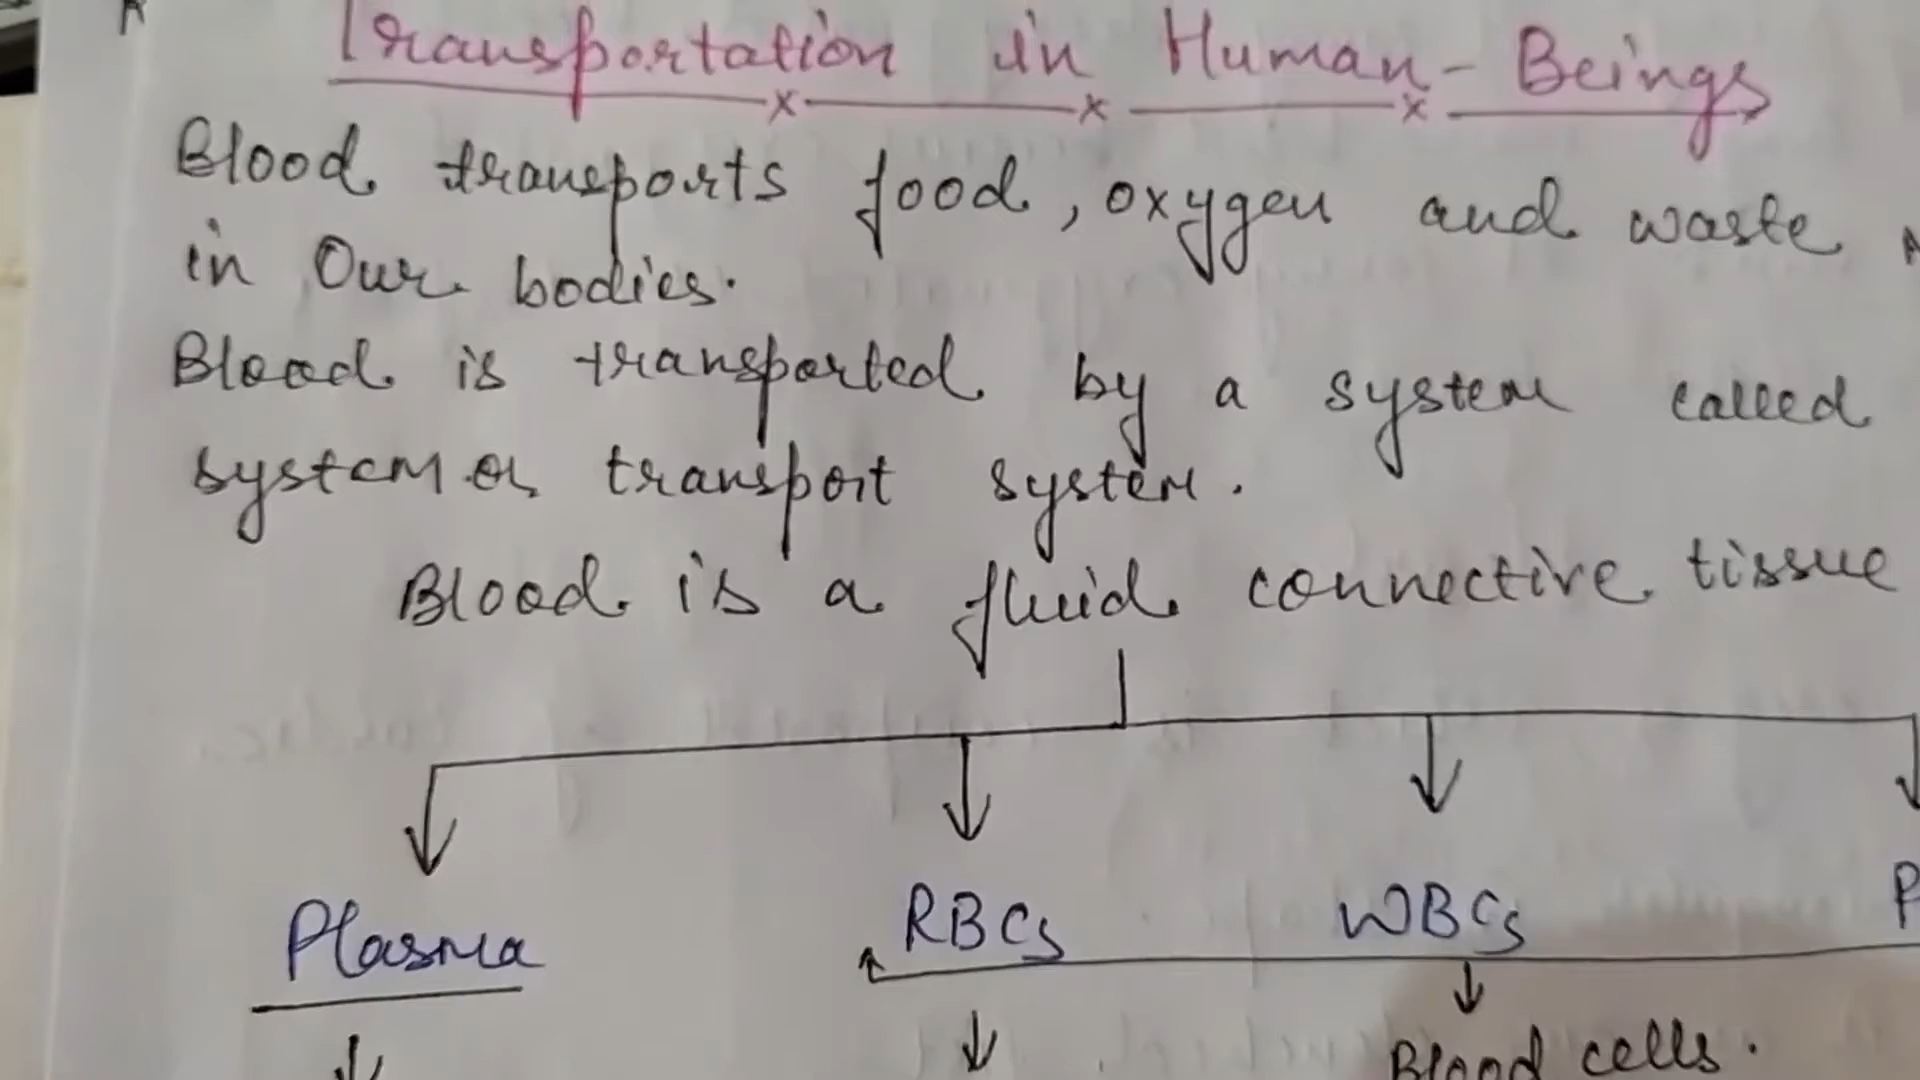 Transportation in Human-Beings
Blood transports food, oxygen and waste
in Our bodies.
Blood is transported by a system called
system or transport system.
Blood is a fluid connective tissue
Plasma RBCs WBCs P
Blood cells.